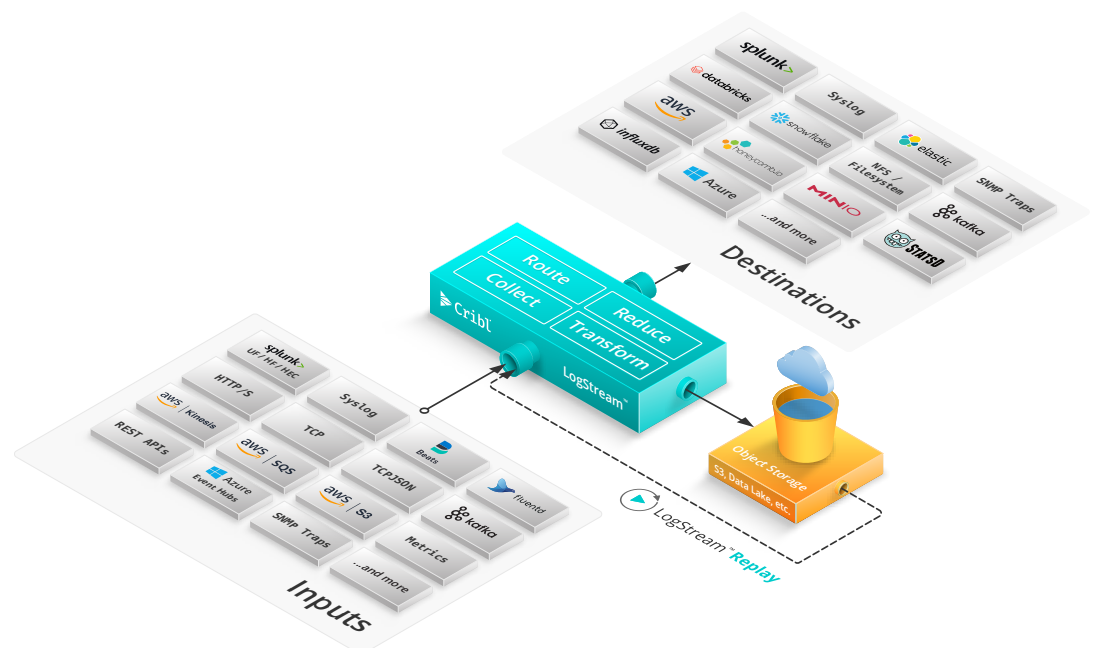 splunk>
databricks
Syslog
aws
snowflake
elastic
influxdb
honeycomb.io
NFS /
Filesystem
SNMP Traps
Azure
MINIO
kafka
...and more
STATSD
Destinations
Route
Collect
Reduce
Transform
Cribl
LogStream™
splunk>
UF / HF / HEC
HTTP/S
Syslog
aws | Kinesis
TCP
Beats
REST APIs
aws | SQS
TCPJSON
fluentd
Azure
Event Hubs
aws | S3
kafka
SNMP Traps
Metrics
...and more
Inputs
Object Storage
S3, Data Lake, etc.
LogStream™ Replay